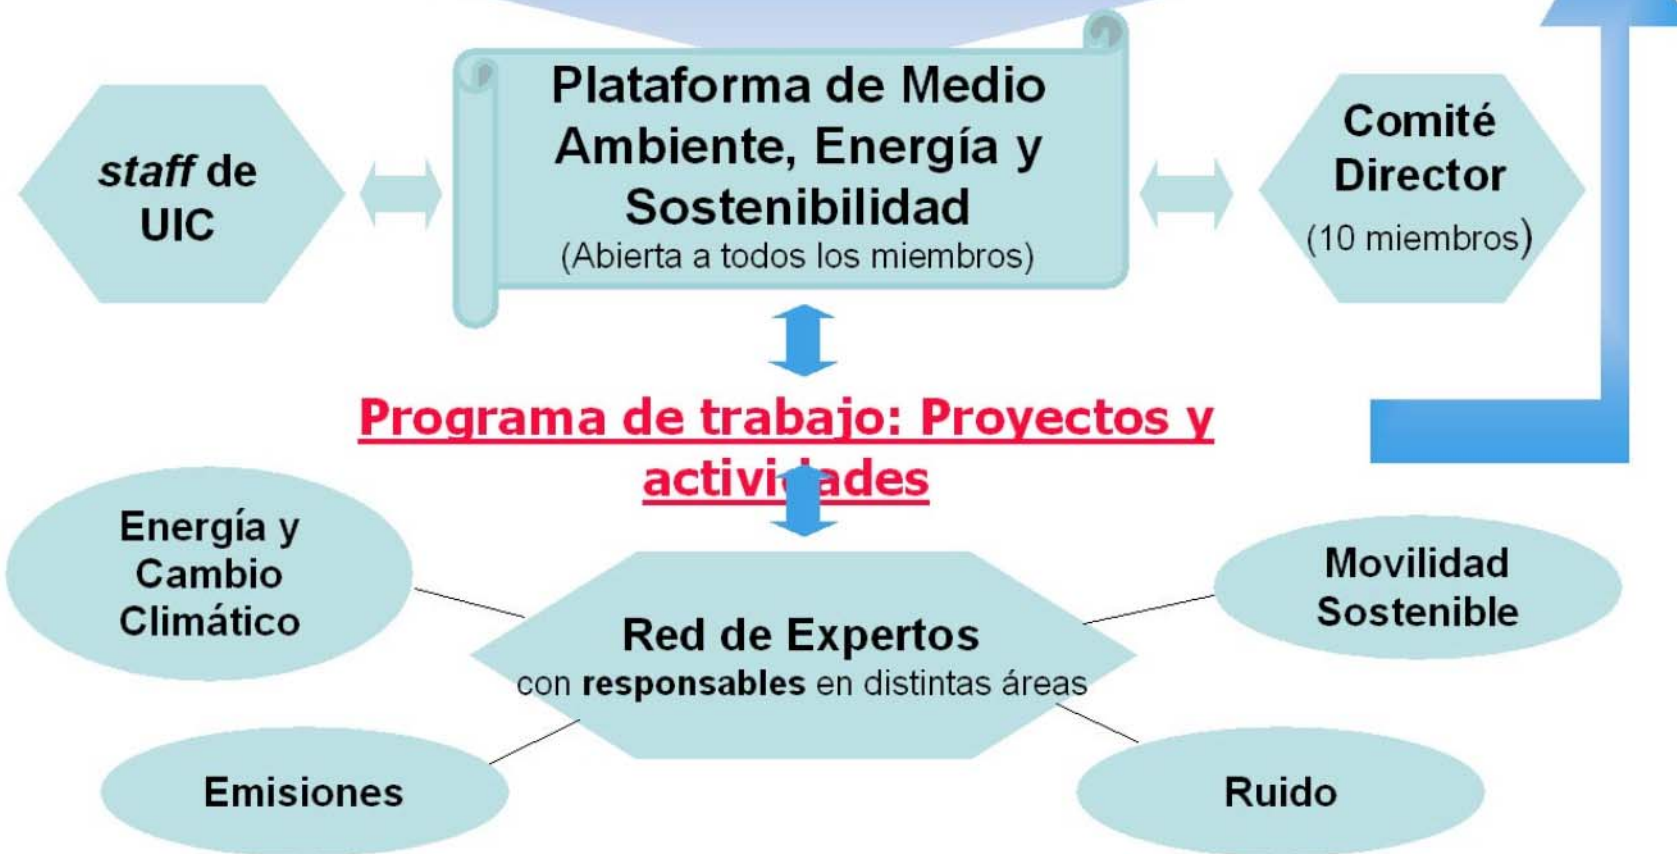 Plataforma de Medio
Ambiente, Energía y
Sostenibilidad
(Abierta a todos los miembros)
staff de
UIC
Comité
Director
(10 miembros)
Programa de trabajo: Proyectos y
actividades
Energía y
Cambio
Climático
Movilidad
Sostenible
Red de Expertos
con responsables en distintas áreas
Emisiones
Ruido